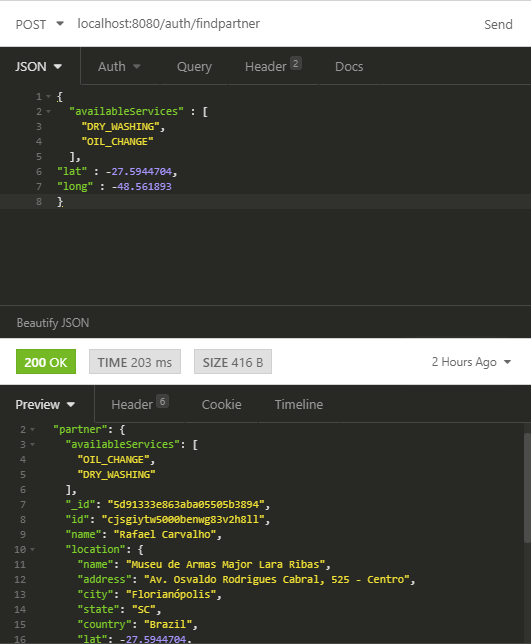 POST localhost:8080/auth/findpartner Send
JSON Auth Query Header 2 Docs
1 {
2 "availableServices" : [
3 "DRY_WASHING",
4 "OIL_CHANGE"
5 ],
6 "lat" : -27.5944704,
7 "long" : -48.561893
8 }
Beautify JSON
200 OK TIME 203 ms SIZE 416 B 2 Hours Ago
Preview Header 6 Cookie Timeline
2 "partner": {
3 "availableServices": [
4 "OIL_CHANGE",
5 "DRY_WASHING"
6 ],
7 "_id": "5d91333e863aba05505b3894",
8 "id": "cjsgiytw5000benwg83v2h8ll",
9 "name": "Rafael Carvalho",
10 "location": {
11 "name": "Museu de Armas Major Lara Ribas",
12 "address": "Av. Osvaldo Rodrigues Cabral, 525 - Centro",
13 "city": "Florianópolis",
14 "state": "SC",
15 "country": "Brazil",
16 "lat": -27.5944704,